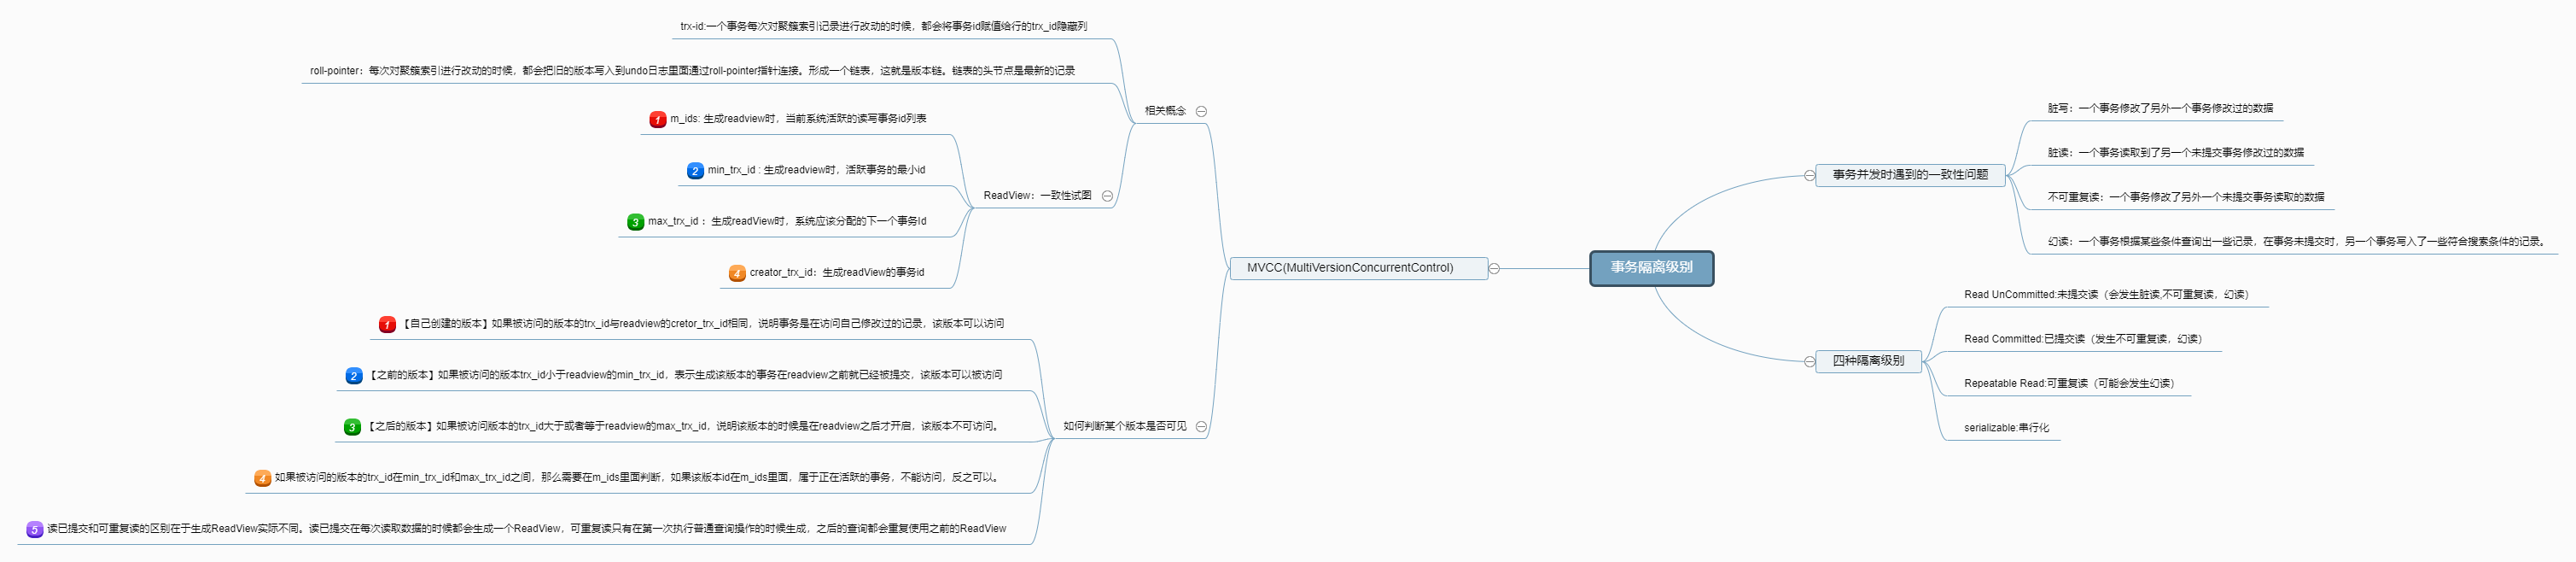 trx-id:一个事务每次对聚簇索引记录进行改动的时候，都会将事务id赋值给行的trx_id隐藏列
roll-pointer：每次对聚簇索引进行改动的时候，都会把旧的版本写入到undo日志里面通过roll-pointer指针连接。形成一个链表，这就是版本链。链表的头节点是最新的记录
相关概念
1 m_ids: 生成readview时，当前系统活跃的读写事务id列表
2 min_trx_id : 生成readview时，活跃事务的最小id
ReadView：一致性试图
3 max_trx_id ：生成readView时，系统应该分配的下一个事务Id
4 creator_trx_id：生成readView的事务id
MVCC(MultiVersionConcurrentControl)
1 【自己创建的版本】如果被访问的版本的trx_id与readview的cretor_trx_id相同，说明事务是在访问自己修改过的记录，该版本可以访问
2 【之前的版本】如果被访问的版本trx_id小于readview的min_trx_id，表示生成该版本的事务在readview之前就已经被提交，该版本可以被访问
3 【之后的版本】如果被访问版本的trx_id大于或者等于readview的max_trx_id，说明该版本的时候是在readview之后才开启，该版本不可访问。
如何判断某个版本是否可见
4 如果被访问的版本的trx_id在min_trx_id和max_trx_id之间，那么需要在m_ids里面判断，如果该版本id在m_ids里面，属于正在活跃的事务，不能访问，反之可以。
5 读已提交和可重复读的区别在于生成ReadView实际不同。读已提交在每次读取数据的时候都会生成一个ReadView，可重复读只有在第一次执行普通查询操作的时候生成，之后的查询都会重复使用之前的ReadView
事务隔离级别
脏写：一个事务修改了另外一个事务修改过的数据
脏读：一个事务读取到了另一个未提交事务修改过的数据
事务并发时遇到的一致性问题
不可重复读：一个事务修改了另外一个未提交事务读取的数据
幻读：一个事务根据某些条件查询出一些记录，在事务未提交时，另一个事务写入了一些符合搜索条件的记录。
Read UnCommitted:未提交读（会发生脏读,不可重复读，幻读）
Read Committed:已提交读（发生不可重复读，幻读）
四种隔离级别
Repeatable Read:可重复读（可能会发生幻读）
serializable:串行化